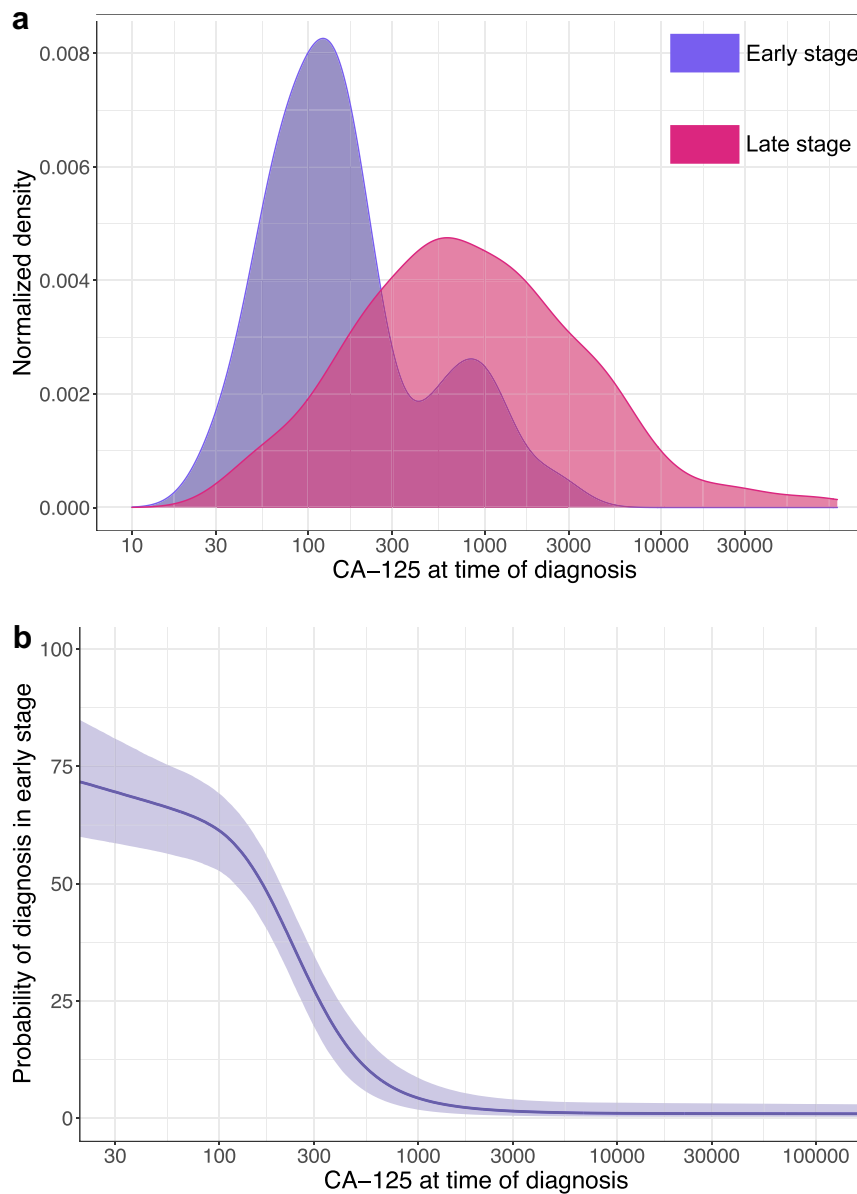 a
Early stage
Late stage
Normalized density
0.008
0.006
0.004
0.002
0.000
10 30 100 300 1000 3000 10000 30000
CA−125 at time of diagnosis
b
Probability of diagnosis in early stage
100
75
50
25
0
30 100 300 1000 3000 10000 30000 100000
CA−125 at time of diagnosis